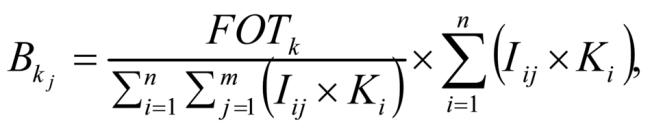 B_{k_j} = \frac{FOT_k}{\sum_{i=1}^{n} \sum_{j=1}^{m} (I_{ij} \times K_i)} \times \sum_{i=1}^{n} (I_{ij} \times K_i),